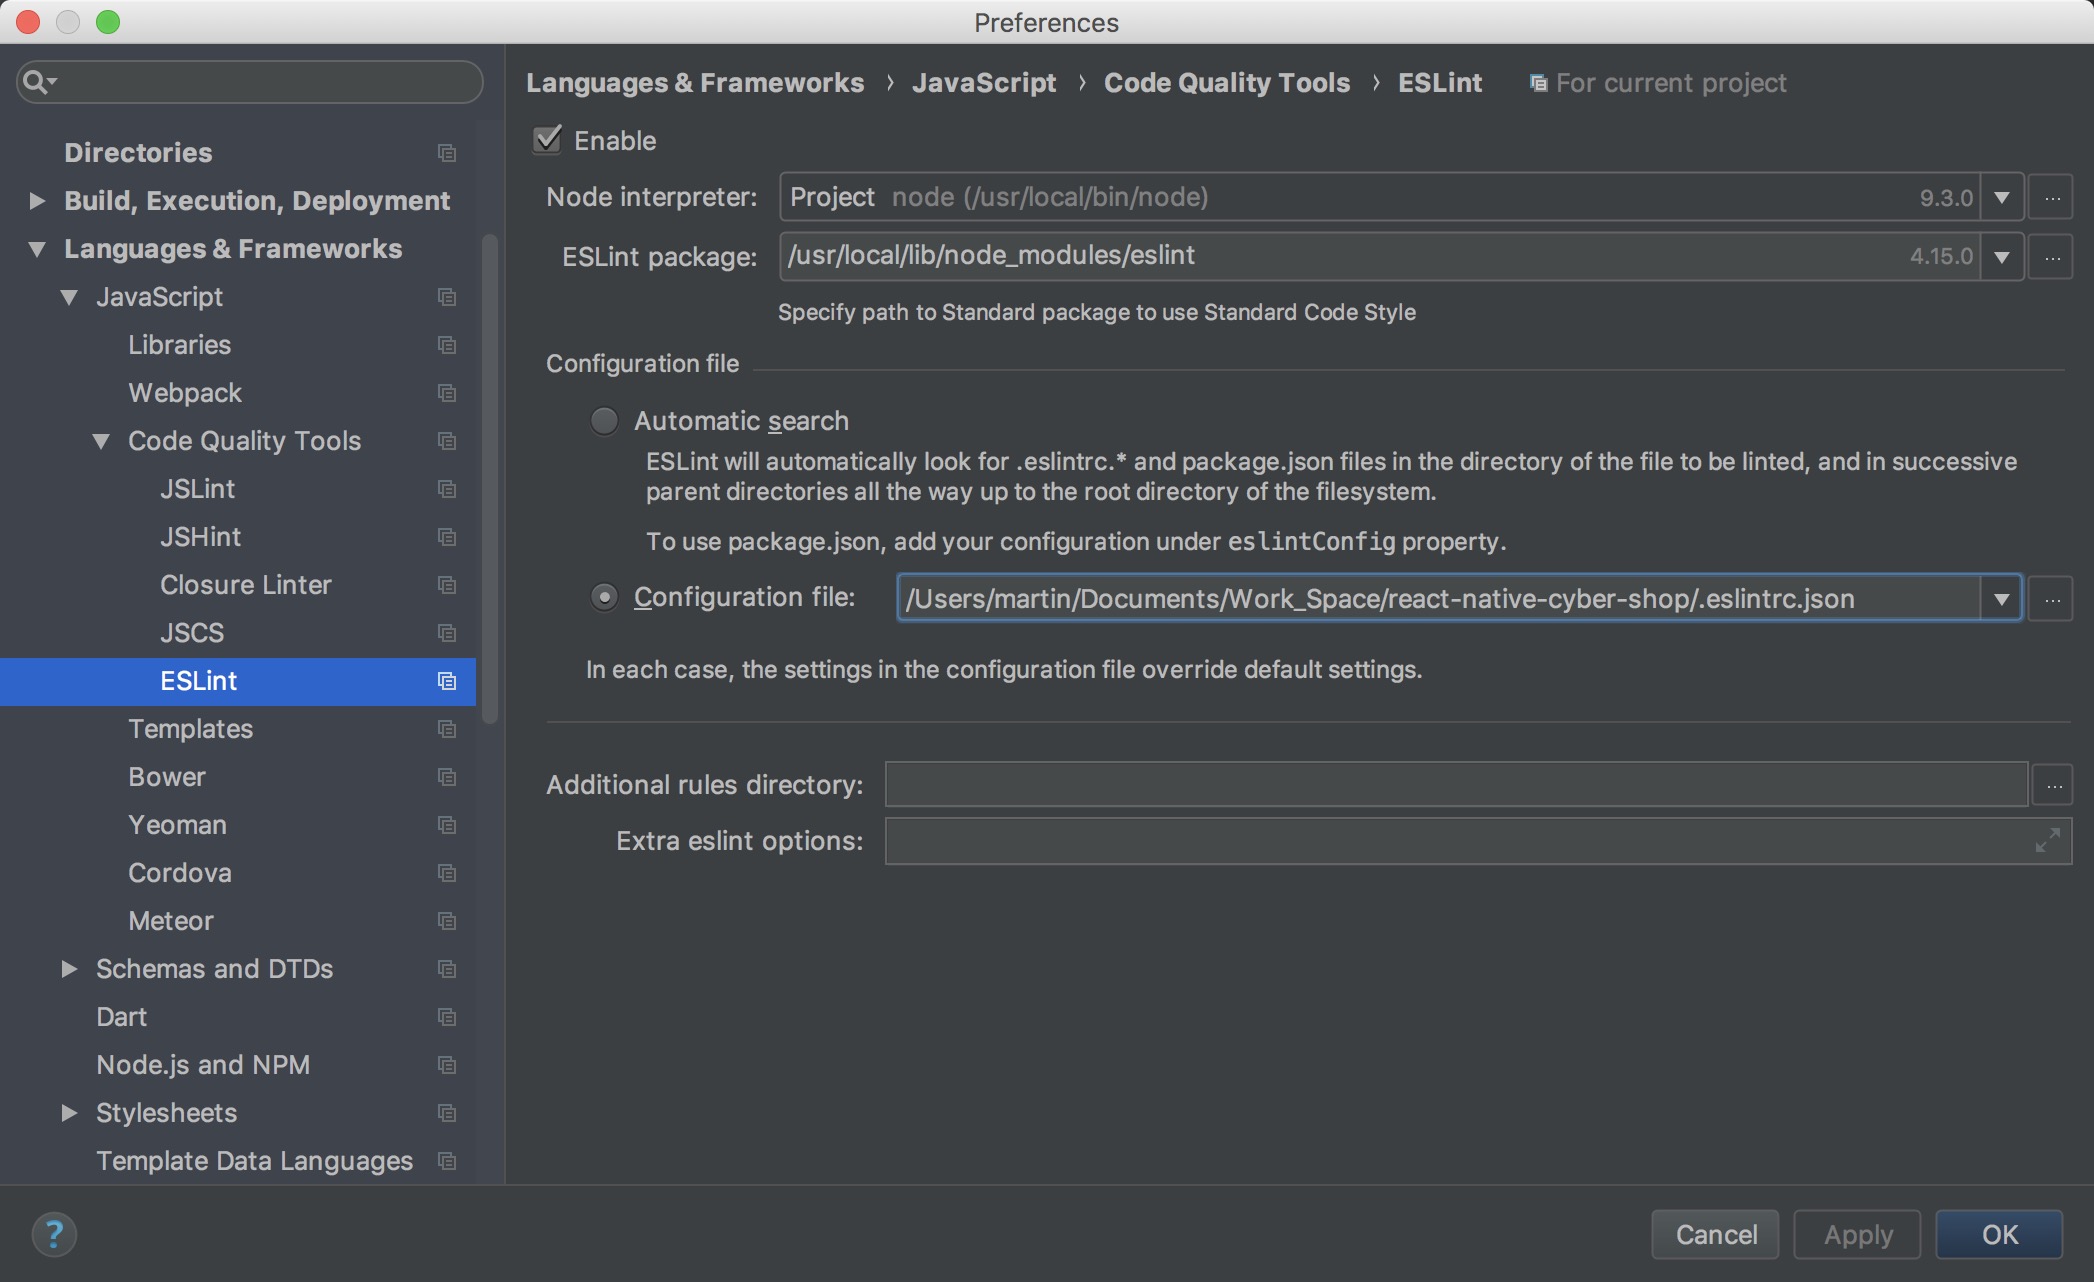 Preferences
Directories
Build, Execution, Deployment
Languages & Frameworks
JavaScript
Libraries
Webpack
Code Quality Tools
JSLint
JSHint
Closure Linter
JSCS
ESLint
Templates
Bower
Yeoman
Cordova
Meteor
Schemas and DTDs
Dart
Node.js and NPM
Stylesheets
Template Data Languages
Languages & Frameworks › JavaScript › Code Quality Tools › ESLint For current project
Enable
Node interpreter: Project node (/usr/local/bin/node) 9.3.0 ...
ESLint package: /usr/local/lib/node_modules/eslint 4.15.0 ...
Specify path to Standard package to use Standard Code Style
Configuration file
Automatic search
ESLint will automatically look for .eslintrc.* and package.json files in the directory of the file to be linted, and in successive
parent directories all the way up to the root directory of the filesystem.
To use package.json, add your configuration under eslintConfig property.
Configuration file: /Users/martin/Documents/Work_Space/react-native-cyber-shop/.eslintrc.json ...
In each case, the settings in the configuration file override default settings.
Additional rules directory: ...
Extra eslint options:
? Cancel Apply OK